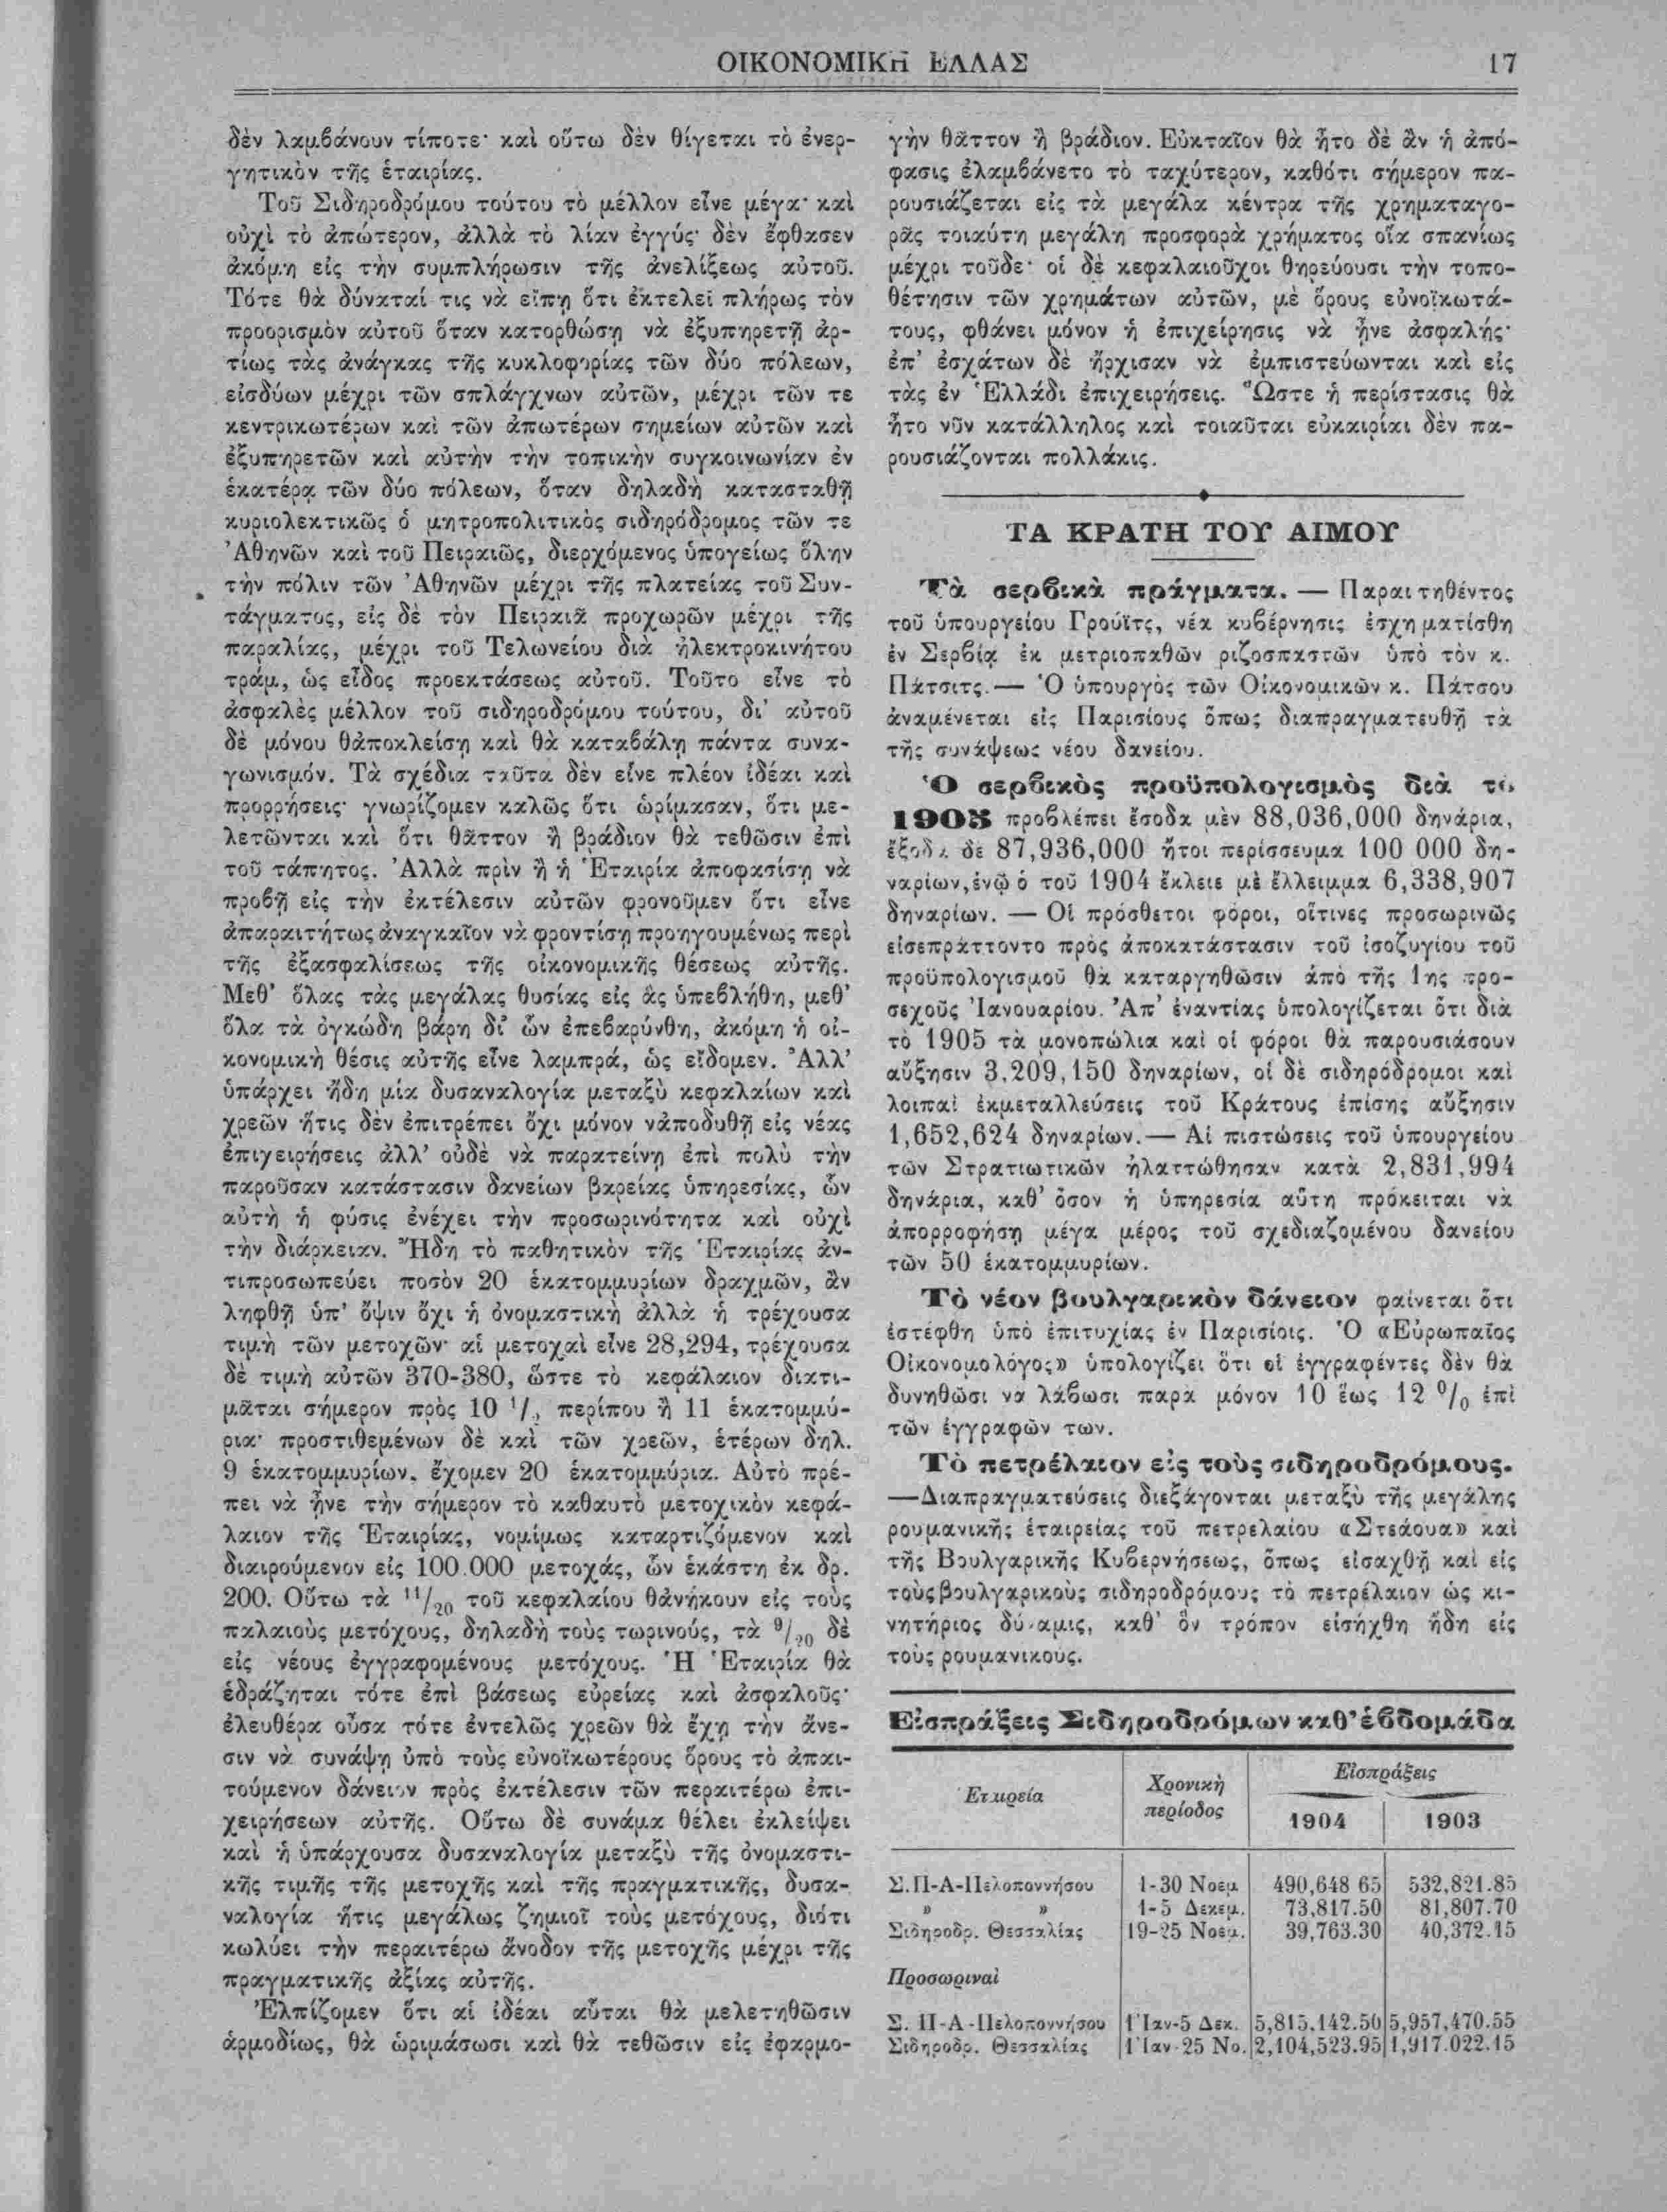 ΟΙΚΟΝΟΜΙΚΗ ΕΛΛΑΣ 17
δὲν λαμβάνουν τίποτε· καὶ οὕτω δὲν θίγεται τὸ ἐνερ-
γητικὸν τῆς ἑταιρίας.
Τοῦ Σιδηροδρόμου τούτου τὸ μέλλον εἶνε μέγα· καὶ
οὐχὶ τὸ ἀπώτερον, ἀλλὰ τὸ λίαν ἐγγύς· δὲν ἔφθασεν
ἀκόμη εἰς τὴν συμπλήρωσιν τῆς ἀνελίξεως αὐτοῦ.
Τότε θὰ δύναταί τις νὰ εἴπῃ ὅτι ἐκτελεῖ πλήρως τὸν
προορισμὸν αὐτοῦ ὅταν κατορθώσῃ νὰ ἐξυπηρετῇ ἀρ-
τίως τὰς ἀνάγκας τῆς κυκλοφορίας τῶν δύο πόλεων,
εἰσδύων μέχρι τῶν σπλάγχνων αὐτῶν, μέχρι τῶν τε
κεντρικωτέρων καὶ τῶν ἀπωτέρων σημείων αὐτῶν καὶ
ἐξυπηρετῶν καὶ αὐτὴν τὴν τοπικὴν συγκοινωνίαν ἐν
ἑκατέρᾳ τῶν δύο πόλεων, ὅταν δηλαδὴ κατασταθῇ
κυριολεκτικῶς ὁ μητροπολιτικὸς σιδηρόδρομος τῶν τε
Ἀθηνῶν καὶ τοῦ Πειραιῶς, διερχόμενος ὑπογείως ὅλην
τὴν πόλιν τῶν Ἀθηνῶν μέχρι τῆς πλατείας τοῦ Συν-
τάγματος, εἰς δὲ τὸν Πειραιᾶ προχωρῶν μέχρι τῆς
παραλίας, μέχρι τοῦ Τελωνείου διὰ ἠλεκτροκινήτου
τράμ, ὡς εἶδος προεκτάσεως αὐτοῦ. Τοῦτο εἶνε τὸ
ἀσφαλὲς μέλλον τοῦ σιδηροδρόμου τούτου, δι' αὐτοῦ
δὲ μόνου θἀποκλείσῃ καὶ θὰ καταβάλῃ πάντα συνα-
γωνισμόν. Τὰ σχέδια ταῦτα δὲν εἶνε πλέον ἰδέαι καὶ
προρρήσεις· γνωρίζομεν καλῶς ὅτι ὡρίμασαν, ὅτι με-
λετῶνται καὶ ὅτι θᾶττον ἢ βράδιον θὰ τεθῶσιν ἐπὶ
τοῦ τάπητος. Ἀλλὰ πρὶν ἢ ἡ Ἑταιρία ἀποφασίσῃ νὰ
προβῇ εἰς τὴν ἐκτέλεσιν αὐτῶν φρονοῦμεν ὅτι εἶνε
ἀπαραιτήτως ἀναγκαῖον νὰ φροντίσῃ προηγουμένως περὶ
τῆς ἐξασφαλίσεως τῆς οἰκονομικῆς θέσεως αὐτῆς.
Μεθ' ὅλας τὰς μεγάλας θυσίας εἰς ἃς ὑπεβλήθη, μεθ'
ὅλα τὰ ὀγκώδη βάρη δι' ὧν ἐπεβαρύνθη, ἀκόμη ἡ οἰ-
κονομικὴ θέσις αὐτῆς εἶνε λαμπρά, ὡς εἴδομεν. Ἀλλ'
ὑπάρχει ἤδη μία δυσαναλογία μεταξὺ κεφαλαίων καὶ
χρεῶν ἥτις δὲν ἐπιτρέπει ὄχι μόνον νἀποδυθῇ εἰς νέας
ἐπιχειρήσεις ἀλλ' οὐδὲ νὰ παρατείνῃ ἐπὶ πολὺ τὴν
παροῦσαν κατάστασιν δανείων βαρείας ὑπηρεσίας, ὧν
αὐτὴ ἡ φύσις ἐνέχει τὴν προσωρινότητα καὶ οὐχὶ
τὴν διάρκειαν. Ἤδη τὸ παθητικὸν τῆς Ἑταιρίας ἀν-
τιπροσωπεύει ποσὸν 20 ἑκατομμυρίων δραχμῶν, ἂν
ληφθῇ ὑπ' ὄψιν ὄχι ἡ ὀνομαστικὴ ἀλλὰ ἡ τρέχουσα
τιμὴ τῶν μετοχῶν· αἱ μετοχαὶ εἶνε 28,294, τρέχουσα
δὲ τιμὴ αὐτῶν 370-380, ὥστε τὸ κεφάλαιον διατι-
μᾶται σήμερον πρὸς 10 1/2 περίπου ἢ 11 ἑκατομμύ-
ρια· προστιθεμένων δὲ καὶ τῶν χρεῶν, ἑτέρων δηλ.
9 ἑκατομμυρίων, ἔχομεν 20 ἑκατομμύρια. Αὐτὸ πρέ-
πει νὰ ᾖνε τὴν σήμερον τὸ καθαυτὸ μετοχικὸν κεφά-
λαιον τῆς Ἑταιρίας, νομίμως καταρτιζόμενον καὶ
διαιρούμενον εἰς 100.000 μετοχάς, ὧν ἑκάστη ἐκ δρ.
200. Οὕτω τὰ 11/20 τοῦ κεφαλαίου θἀνήκουν εἰς τοὺς
παλαιοὺς μετόχους, δηλαδὴ τοὺς τωρινούς, τὰ 9/20 δὲ
εἰς νέους ἐγγραφομένους μετόχους. Ἡ Ἑταιρία θὰ
ἑδράζηται τότε ἐπὶ βάσεως εὐρείας καὶ ἀσφαλοῦς·
ἐλευθέρα οὖσα τότε ἐντελῶς χρεῶν θὰ ἔχῃ τὴν ἄνε-
σιν νὰ συνάψῃ ὑπὸ τοὺς εὐνοϊκωτέρους ὅρους τὸ ἀπαι-
τούμενον δάνειον πρὸς ἐκτέλεσιν τῶν περαιτέρω ἐπι-
χειρήσεων αὐτῆς. Οὕτω δὲ συνάμα θέλει ἐκλείψει
καὶ ἡ ὑπάρχουσα δυσαναλογία μεταξὺ τῆς ὀνομαστι-
κῆς τιμῆς τῆς μετοχῆς καὶ τῆς πραγματικῆς, δυσα-
ναλογία ἥτις μεγάλως ζημιοῖ τοὺς μετόχους, διότι
κωλύει τὴν περαιτέρω ἄνοδον τῆς μετοχῆς μέχρι τῆς
πραγματικῆς ἀξίας αὐτῆς.
Ἐλπίζομεν ὅτι αἱ ἰδέαι αὗται θὰ μελετηθῶσιν
ἁρμοδίως, θὰ ὡριμάσωσι καὶ θὰ τεθῶσιν εἰς ἐφαρμο-
γὴν θᾶττον ἢ βράδιον. Εὐκταῖον θὰ ἦτο δὲ ἂν ἡ ἀπό-
φασις ἐλαμβάνετο τὸ ταχύτερον, καθότι σήμερον πα-
ρουσιάζεται εἰς τὰ μεγάλα κέντρα τῆς χρηματαγο-
ρᾶς τοιαύτη μεγάλη προσφορὰ χρήματος οἵα σπανίως
μέχρι τοῦδε· οἱ δὲ κεφαλαιοῦχοι θηρεύουσι τὴν τοπο-
θέτησιν τῶν χρημάτων αὐτῶν, μὲ ὅρους εὐνοϊκωτά-
τους, φθάνει μόνον ἡ ἐπιχείρησις νὰ ᾖνε ἀσφαλής·
ἐπ' ἐσχάτων δὲ ἤρχισαν νὰ ἐμπιστεύωνται καὶ εἰς
τὰς ἐν Ἑλλάδι ἐπιχειρήσεις. Ὥστε ἡ περίστασις θὰ
ἦτο νῦν κατάλληλος καὶ τοιαῦται εὐκαιρίαι δὲν πα-
ρουσιάζονται πολλάκις.
ΤΑ ΚΡΑΤΗ ΤΟΥ ΑΙΜΟΥ
Τὰ σερβικὰ πράγματα. — Παραιτηθέντος
τοῦ ὑπουργείου Γρούϊτς, νέα κυβέρνησις ἐσχηματίσθη
ἐν Σερβίᾳ ἐκ μετριοπαθῶν ριζοσπαστῶν ὑπὸ τὸν κ.
Πάτσιτς.— Ὁ ὑπουργὸς τῶν Οἰκονομικῶν κ. Πάτσου
ἀναμένεται εἰς Παρισίους ὅπως διαπραγματευθῇ τὰ
τῆς συνάψεως νέου δανείου.
Ὁ σερβικὸς προϋπολογισμὸς διὰ τὸ
1905 προβλέπει ἔσοδα μὲν 88,036,000 δηνάρια,
ἔξοδα δὲ 87,936,000 ἤτοι περίσσευμα 100 000 δη-
ναρίων, ἐνῷ ὁ τοῦ 1904 ἔκλειε μὲ ἔλλειμμα 6,338,907
δηναρίων. — Οἱ πρόσθετοι φόροι, οἵτινες προσωρινῶς
εἰσεπράττοντο πρὸς ἀποκατάστασιν τοῦ ἰσοζυγίου τοῦ
προϋπολογισμοῦ θὰ καταργηθῶσιν ἀπὸ τῆς 1ης προ-
σεχοῦς Ἰανουαρίου. Ἀπ' ἐναντίας ὑπολογίζεται ὅτι διὰ
τὸ 1905 τὰ μονοπώλια καὶ οἱ φόροι θὰ παρουσιάσουν
αὔξησιν 3,209,150 δηναρίων, οἱ δὲ σιδηρόδρομοι καὶ
λοιπαὶ ἐκμεταλλεύσεις τοῦ Κράτους ἐπίσης αὔξησιν
1,652,624 δηναρίων.— Αἱ πιστώσεις τοῦ ὑπουργείου
τῶν Στρατιωτικῶν ἠλαττώθησαν κατὰ 2,831,994
δηνάρια, καθ' ὅσον ἡ ὑπηρεσία αὕτη πρόκειται νὰ
ἀπορροφήσῃ μέγα μέρος τοῦ σχεδιαζομένου δανείου
τῶν 50 ἑκατομμυρίων.
Τὸ νέον βουλγαρικὸν δάνειον φαίνεται ὅτι
ἐστέφθη ὑπὸ ἐπιτυχίας ἐν Παρισίοις. Ὁ «Εὐρωπαῖος
Οἰκονομολόγος» ὑπολογίζει ὅτι οἱ ἐγγραφέντες δὲν θὰ
δυνηθῶσι νὰ λάβωσι παρὰ μόνον 10 ἕως 12 0/0 ἐπὶ
τῶν ἐγγραφῶν των.
Τὸ πετρέλαιον εἰς τοὺς σιδηροδρόμους.
—Διαπραγματεύσεις διεξάγονται μεταξὺ τῆς μεγάλης
ρουμανικῆς ἑταιρείας τοῦ πετρελαίου «Στεάουα» καὶ
τῆς Βουλγαρικῆς Κυβερνήσεως, ὅπως εἰσαχθῇ καὶ εἰς
τοὺς βουλγαρικοὺς σιδηροδρόμους τὸ πετρέλαιον ὡς κι-
νητήριος δύναμις, καθ' ὃν τρόπον εἰσήχθη ἤδη εἰς
τοὺς ρουμανικούς.
Εἰσπράξεις Σιδηροδρόμων καθ' ἑβδομάδα
Ἑταιρεία Χρονικὴ περίοδος Εἰσπράξεις
1904 1903
Σ.Π-Α-Πελοποννήσου 1-30 Νοεμ. 490,648 65 532,821.85
» » 1-5 Δεκεμ. 73,817.50 81,807.70
Σιδηροδρ. Θεσσαλίας 19-25 Νοεμ. 39,763.30 40,372.15
Προσωριναὶ
Σ. Π-Α-Πελοποννήσου 1 Ἰαν-5 Δεκ. 5,815,142.50 5,957,470.55
Σιδηροδρ. Θεσσαλίας 1 Ἰαν-25 Νο. 2,104,523.95 1,917.022.15